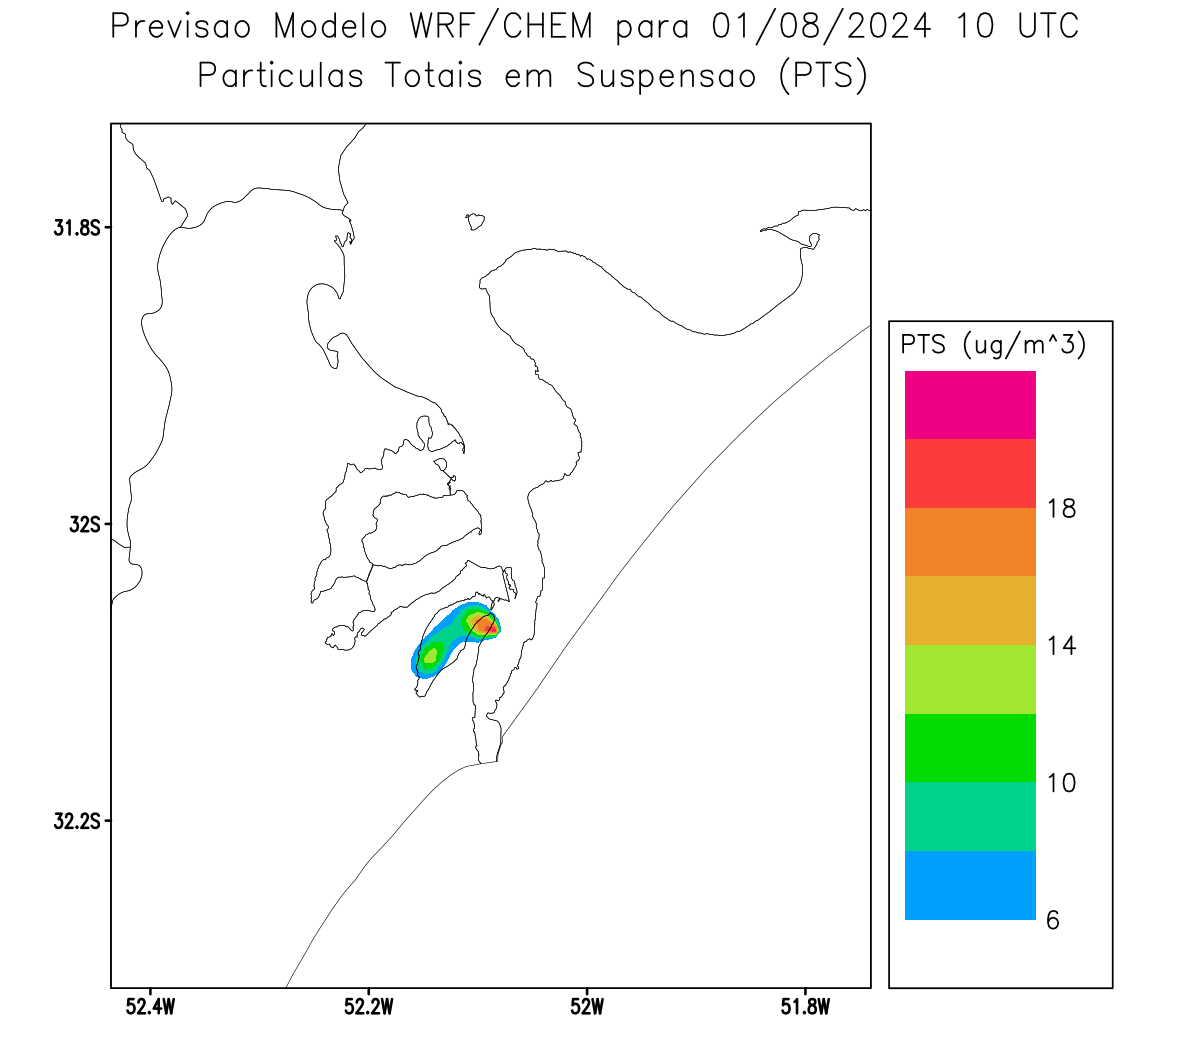 Previsao Modelo WRF/CHEM para 01/08/2024 10 UTC
Particulas Totais em Suspensao (PTS)
31.8S
32S
32.2S
52.4W
52.2W
52W
51.8W
PTS (ug/m^3)
18
14
10
6